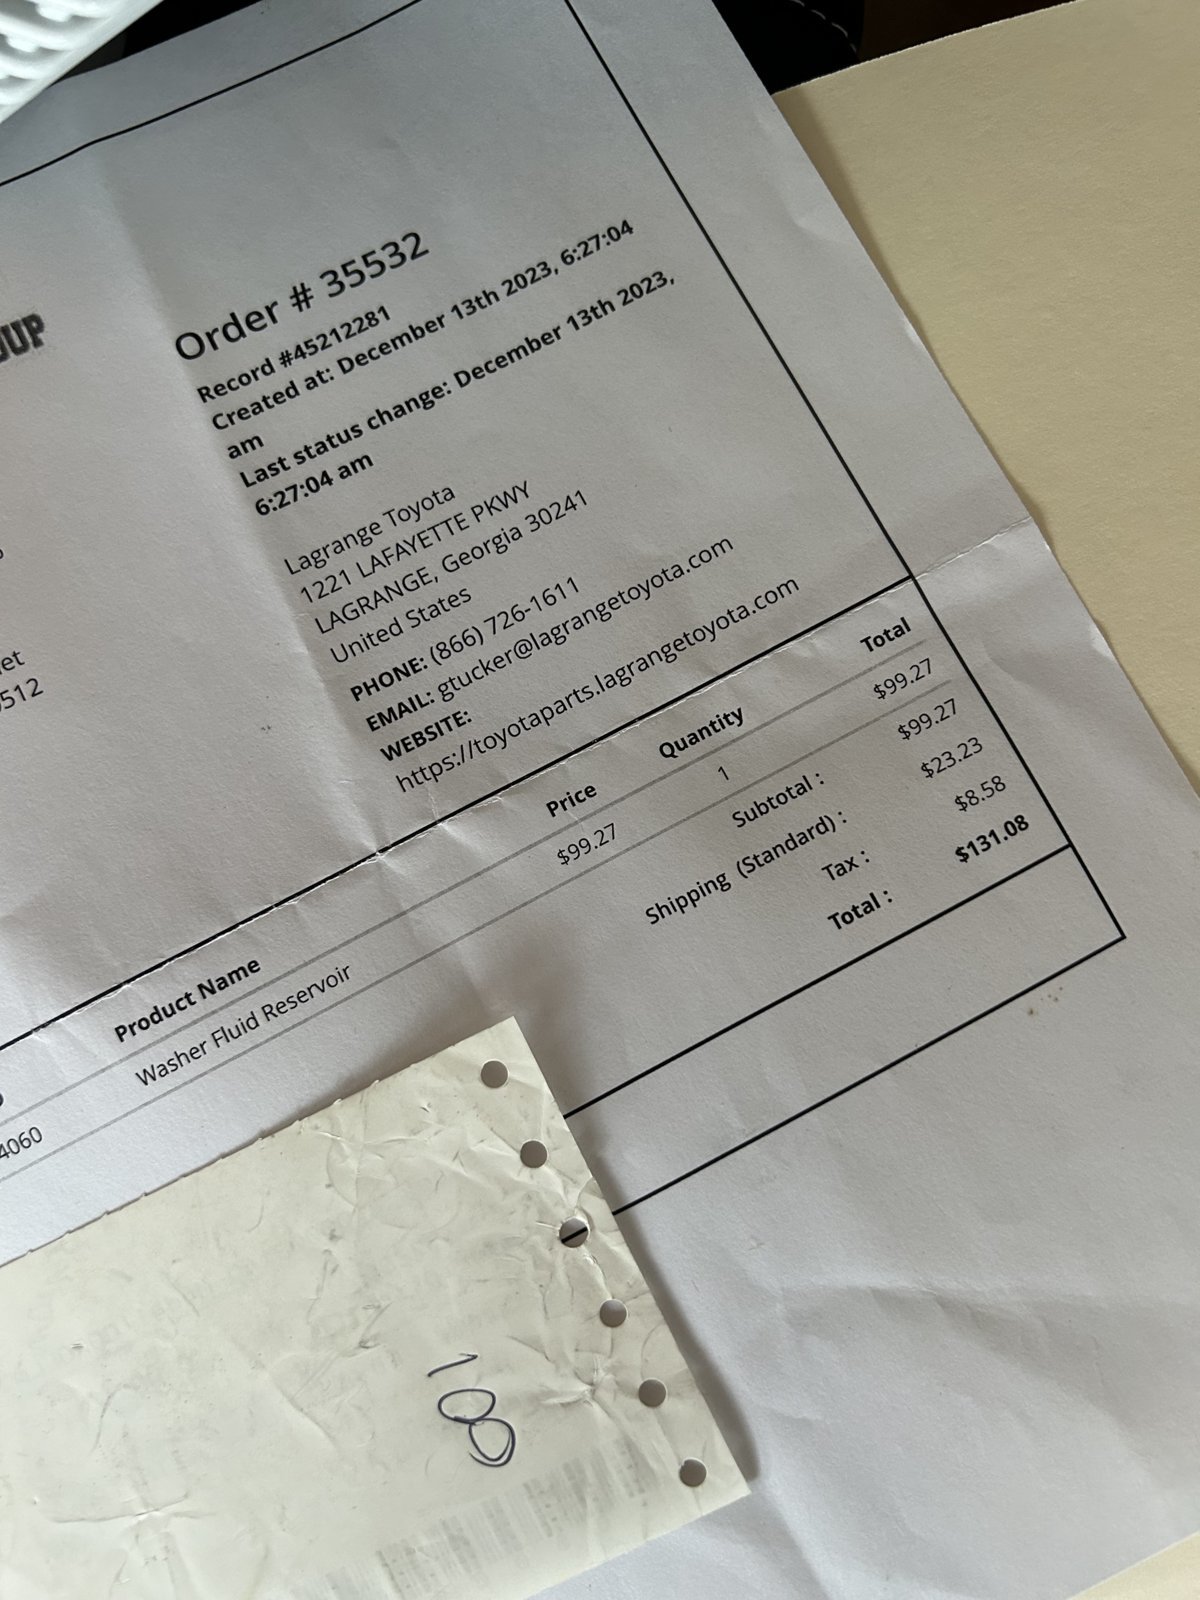 OUP
Order # 35532
Record #45212281
Created at: December 13th 2023, 6:27:04
am
Last status change: December 13th 2023,
6:27:04 am
Lagrange Toyota
1221 LAFAYETTE PKWY
LAGRANGE, Georgia 30241
United States
PHONE: (866) 726-1611
EMAIL: gtucker@lagrangetoyota.com
WEBSITE:
https://toyotaparts.lagrangetoyota.com
et
9512
Product Name Price Quantity Total
4060 Washer Fluid Reservoir $99.27 1 $99.27
Subtotal : $99.27
Shipping (Standard) : $23.23
Tax : $8.58
Total : $131.08